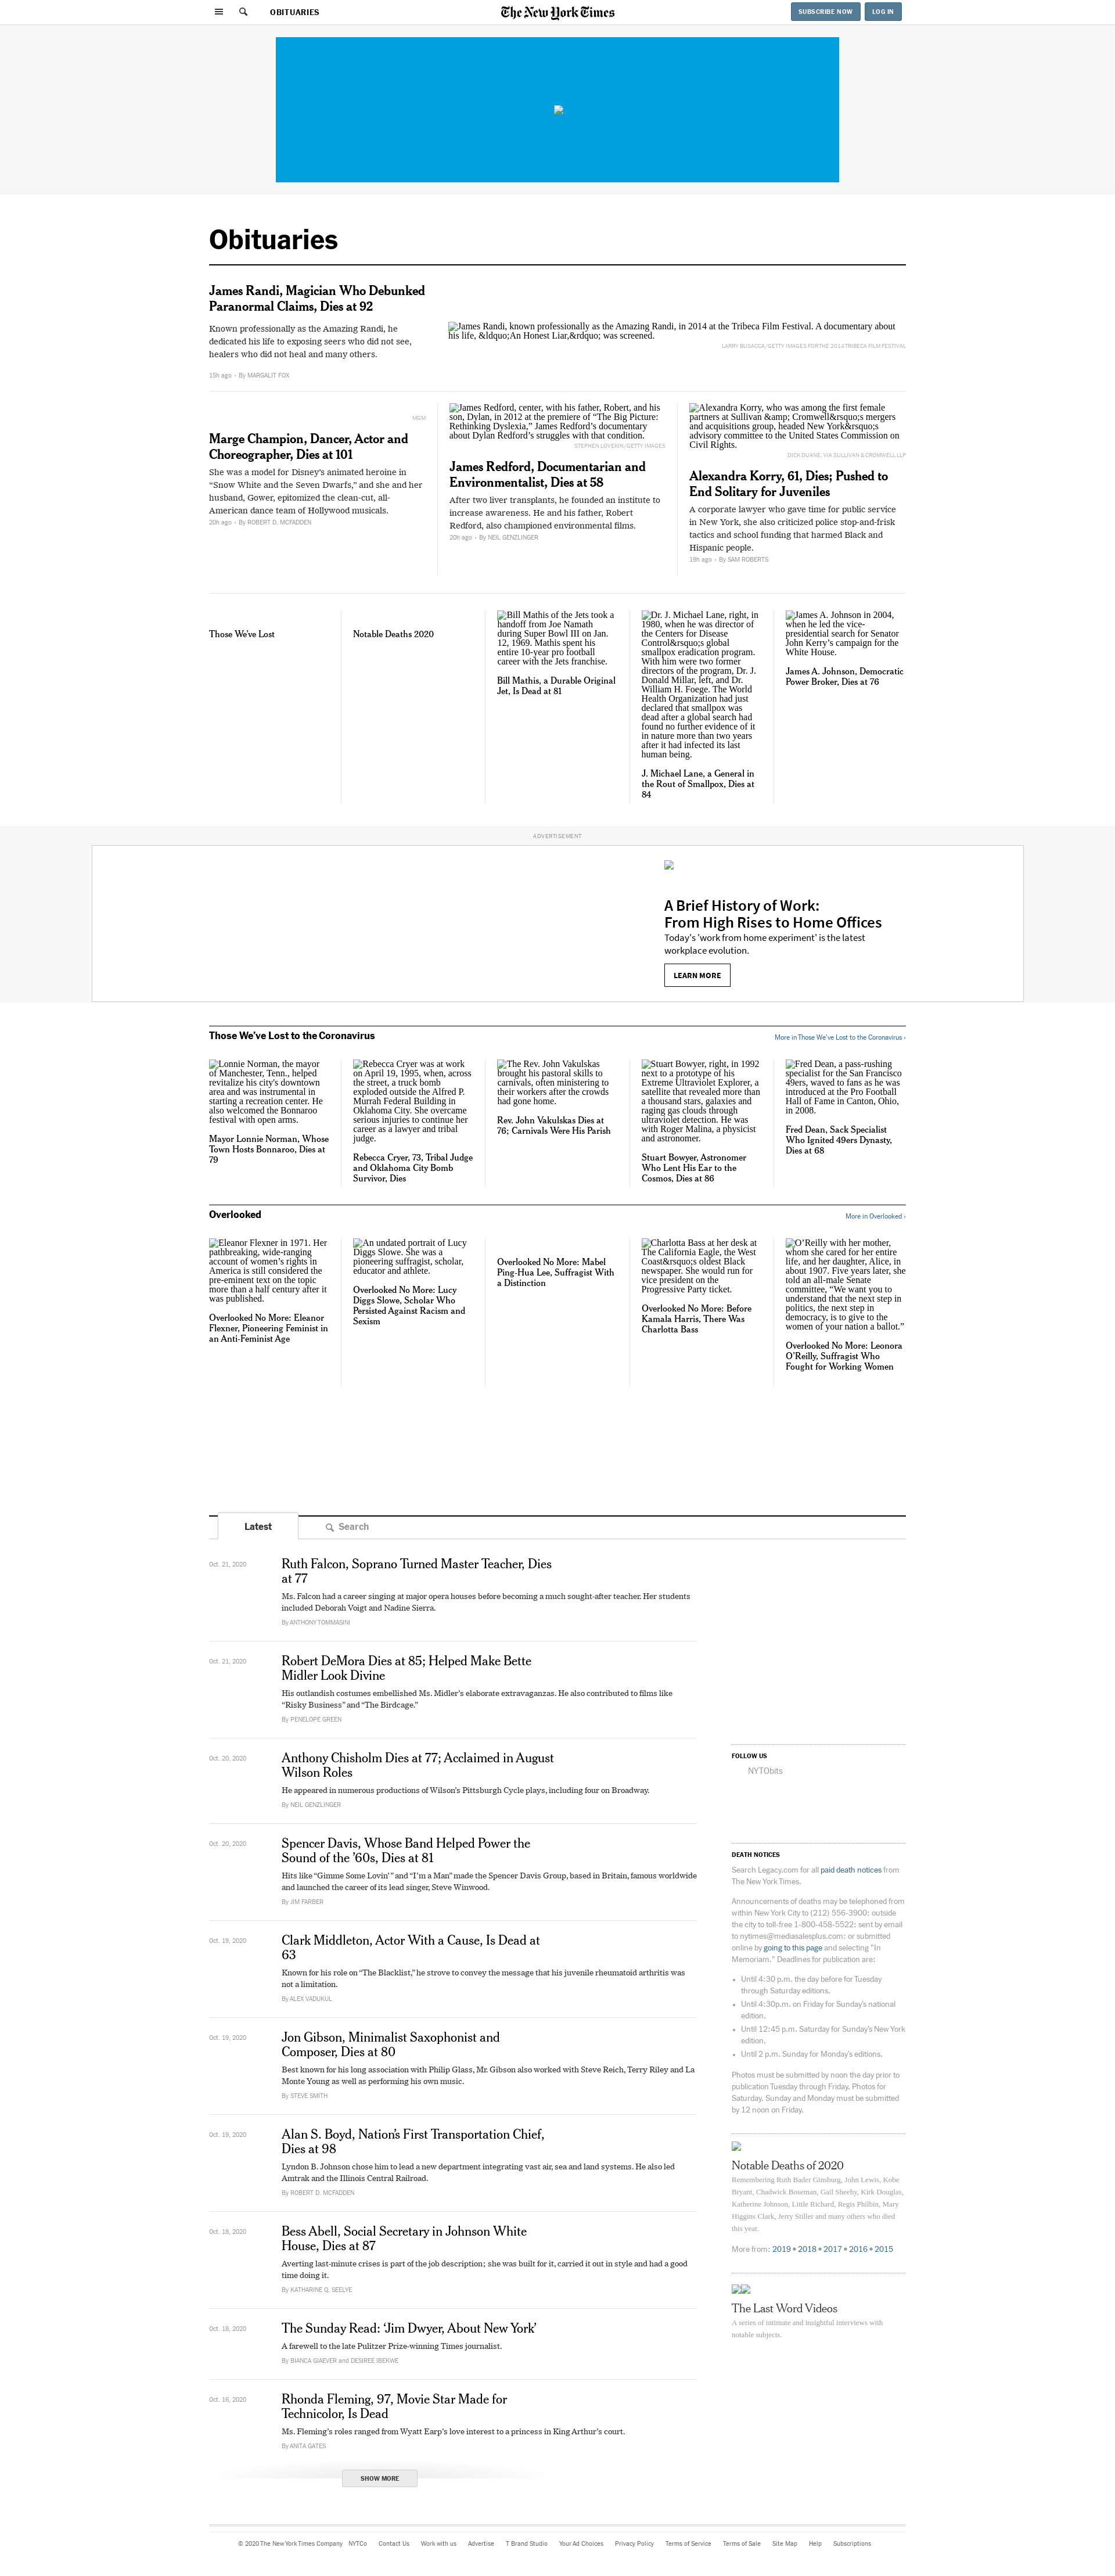 OBITUARIES
The New York Times
SUBSCRIBE NOW
LOG IN
Obituaries
James Randi, Magician Who Debunked
Paranormal Claims, Dies at 92
Known professionally as the Amazing Randi, he
dedicated his life to exposing seers who did not see,
healers who did not heal and many others.
15h ago • By MARGALIT FOX
James Randi, known professionally as the Amazing Randi, in 2014 at the Tribeca Film Festival. A documentary about
his life, &ldquo;An Honest Liar,&rdquo; was screened.
LARRY BUSACCA/GETTY IMAGES FOR THE 2014 TRIBECA FILM FESTIVAL
MGM
Marge Champion, Dancer, Actor and
Choreographer, Dies at 101
She was a model for Disney's animated heroine in
“Snow White and the Seven Dwarfs,” and she and her
husband, Gower, epitomized the clean-cut, all-
American dance team of Hollywood musicals.
20h ago • By ROBERT D. MCFADDEN
James Redford, center, with his father, Robert, and his
son, Dylan, in 2012 at the premiere of “The Big Picture:
Rethinking Dyslexia,” James Redford’s documentary
about Dylan Redford’s struggles with that condition.
STEPHEN LOVEKIN/GETTY IMAGES
James Redford, Documentarian and
Environmentalist, Dies at 58
After two liver transplants, he founded an institute to
increase awareness. He and his father, Robert
Redford, also championed environmental films.
20h ago • By NEIL GENZLINGER
Alexandra Korry, who was among the first female
partners at Sullivan &amp; Cromwell&rsquo;s mergers
and acquisitions group, headed New York&rsquo;s
advisory committee to the United States Commission on
Civil Rights.
DICK DUANE, VIA SULLIVAN & CROMWELL LLP
Alexandra Korry, 61, Dies; Pushed to
End Solitary for Juveniles
A corporate lawyer who gave time for public service
in New York, she also criticized police stop-and-frisk
tactics and school funding that harmed Black and
Hispanic people.
19h ago • By SAM ROBERTS
Those We've Lost
Notable Deaths 2020
Bill Mathis of the Jets took a
handoff from Joe Namath
during Super Bowl III on Jan.
12, 1969. Mathis spent his
entire 10-year pro football
career with the Jets franchise.
Bill Mathis, a Durable Original
Jet, Is Dead at 81
Dr. J. Michael Lane, right, in
1980, when he was director of
the Centers for Disease
Control&rsquo;s global
smallpox eradication program.
With him were two former
directors of the program, Dr. J.
Donald Millar, left, and Dr.
William H. Foege. The World
Health Organization had just
declared that smallpox was
dead after a global search had
found no further evidence of it
in nature more than two years
after it had infected its last
human being.
J. Michael Lane, a General in
the Rout of Smallpox, Dies at
84
James A. Johnson in 2004,
when he led the vice-
presidential search for Senator
John Kerry’s campaign for the
White House.
James A. Johnson, Democratic
Power Broker, Dies at 76
ADVERTISEMENT
A Brief History of Work:
From High Rises to Home Offices
Today's 'work from home experiment' is the latest
workplace evolution.
LEARN MORE
Those We’ve Lost to the Coronavirus
More in Those We’ve Lost to the Coronavirus ›
Lonnie Norman, the mayor
of Manchester, Tenn., helped
revitalize his city's downtown
area and was instrumental in
starting a recreation center. He
also welcomed the Bonnaroo
festival with open arms.
Mayor Lonnie Norman, Whose
Town Hosts Bonnaroo, Dies at
79
Rebecca Cryer was at work
on April 19, 1995, when, across
the street, a truck bomb
exploded outside the Alfred P.
Murrah Federal Building in
Oklahoma City. She overcame
serious injuries to continue her
career as a lawyer and tribal
judge.
Rebecca Cryer, 73, Tribal Judge
and Oklahoma City Bomb
Survivor, Dies
The Rev. John Vakulskas
brought his pastoral skills to
carnivals, often ministering to
their workers after the crowds
had gone home.
Rev. John Vakulskas Dies at
76; Carnivals Were His Parish
Stuart Bowyer, right, in 1992
next to a prototype of his
Extreme Ultraviolet Explorer, a
satellite that revealed more than
a thousand stars, galaxies and
raging gas clouds through
ultraviolet detection. He was
with Roger Malina, a physicist
and astronomer.
Stuart Bowyer, Astronomer
Who Lent His Ear to the
Cosmos, Dies at 86
Fred Dean, a pass-rushing
specialist for the San Francisco
49ers, waved to fans as he was
introduced at the Pro Football
Hall of Fame in Canton, Ohio,
in 2008.
Fred Dean, Sack Specialist
Who Ignited 49ers Dynasty,
Dies at 68
Overlooked
More in Overlooked ›
Eleanor Flexner in 1971. Her
pathbreaking, wide-ranging
account of women’s rights in
America is still considered the
pre-eminent text on the topic
more than a half century after it
was published.
Overlooked No More: Eleanor
Flexner, Pioneering Feminist in
an Anti-Feminist Age
An undated portrait of Lucy
Diggs Slowe. She was a
pioneering suffragist, scholar,
educator and athlete.
Overlooked No More: Lucy
Diggs Slowe, Scholar Who
Persisted Against Racism and
Sexism
Overlooked No More: Mabel
Ping-Hua Lee, Suffragist With
a Distinction
Charlotta Bass at her desk at
The California Eagle, the West
Coast&rsquo;s oldest Black
newspaper. She would run for
vice president on the
Progressive Party ticket.
Overlooked No More: Before
Kamala Harris, There Was
Charlotta Bass
O’Reilly with her mother,
whom she cared for her entire
life, and her daughter, Alice, in
about 1907. Five years later, she
told an all-male Senate
committee, “We want you to
understand that the next step in
politics, the next step in
democracy, is to give to the
women of your nation a ballot.”
Overlooked No More: Leonora
O’Reilly, Suffragist Who
Fought for Working Women
Latest
Search
Oct. 21, 2020
Ruth Falcon, Soprano Turned Master Teacher, Dies
at 77
Ms. Falcon had a career singing at major opera houses before becoming a much sought-after teacher. Her students
included Deborah Voigt and Nadine Sierra.
By ANTHONY TOMMASINI
Oct. 21, 2020
Robert DeMora Dies at 85; Helped Make Bette
Midler Look Divine
His outlandish costumes embellished Ms. Midler’s elaborate extravaganzas. He also contributed to films like
“Risky Business” and “The Birdcage.”
By PENELOPE GREEN
Oct. 20, 2020
Anthony Chisholm Dies at 77; Acclaimed in August
Wilson Roles
He appeared in numerous productions of Wilson’s Pittsburgh Cycle plays, including four on Broadway.
By NEIL GENZLINGER
Oct. 20, 2020
Spencer Davis, Whose Band Helped Power the
Sound of the ’60s, Dies at 81
Hits like “Gimme Some Lovin’ ” and “I’m a Man” made the Spencer Davis Group, based in Britain, famous worldwide
and launched the career of its lead singer, Steve Winwood.
By JIM FARBER
Oct. 19, 2020
Clark Middleton, Actor With a Cause, Is Dead at
63
Known for his role on “The Blacklist,” he strove to convey the message that his juvenile rheumatoid arthritis was
not a limitation.
By ALEX VADUKUL
Oct. 19, 2020
Jon Gibson, Minimalist Saxophonist and
Composer, Dies at 80
Best known for his long association with Philip Glass, Mr. Gibson also worked with Steve Reich, Terry Riley and La
Monte Young as well as performing his own music.
By STEVE SMITH
Oct. 19, 2020
Alan S. Boyd, Nation’s First Transportation Chief,
Dies at 98
Lyndon B. Johnson chose him to lead a new department integrating vast air, sea and land systems. He also led
Amtrak and the Illinois Central Railroad.
By ROBERT D. MCFADDEN
Oct. 18, 2020
Bess Abell, Social Secretary in Johnson White
House, Dies at 87
Averting last-minute crises is part of the job description; she was built for it, carried it out in style and had a good
time doing it.
By KATHARINE Q. SEELYE
Oct. 18, 2020
The Sunday Read: ‘Jim Dwyer, About New York’
A farewell to the late Pulitzer Prize-winning Times journalist.
By BIANCA GIAEVER and DESIREE IBEKWE
Oct. 16, 2020
Rhonda Fleming, 97, Movie Star Made for
Technicolor, Is Dead
Ms. Fleming’s roles ranged from Wyatt Earp’s love interest to a princess in King Arthur’s court.
By ANITA GATES
SHOW MORE
FOLLOW US
NYTObits
DEATH NOTICES
Search Legacy.com for all paid death notices from
The New York Times.
Announcements of deaths may be telephoned from
within New York City to (212) 556-3900; outside
the city to toll-free 1-800-458-5522; sent by email
to nytimes@mediasalesplus.com; or submitted
online by going to this page and selecting "In
Memoriam." Deadlines for publication are:
• Until 4:30 p.m. the day before for Tuesday
through Saturday editions.
• Until 4:30p.m. on Friday for Sunday’s national
edition.
• Until 12:45 p.m. Saturday for Sunday’s New York
edition.
• Until 2 p.m. Sunday for Monday’s editions.
Photos must be submitted by noon the day prior to
publication Tuesday through Friday. Photos for
Saturday, Sunday and Monday must be submitted
by 12 noon on Friday.
Notable Deaths of 2020
Remembering Ruth Bader Ginsburg, John Lewis, Kobe
Bryant, Chadwick Boseman, Gail Sheehy, Kirk Douglas,
Katherine Johnson, Little Richard, Regis Philbin, Mary
Higgins Clark, Jerry Stiller and many others who died
this year.
More from: 2019 • 2018 • 2017 • 2016 • 2015
The Last Word Videos
A series of intimate and insightful interviews with
notable subjects.
© 2020 The New York Times Company NYTCo Contact Us Work with us Advertise T Brand Studio Your Ad Choices Privacy Policy Terms of Service Terms of Sale Site Map Help Subscriptions